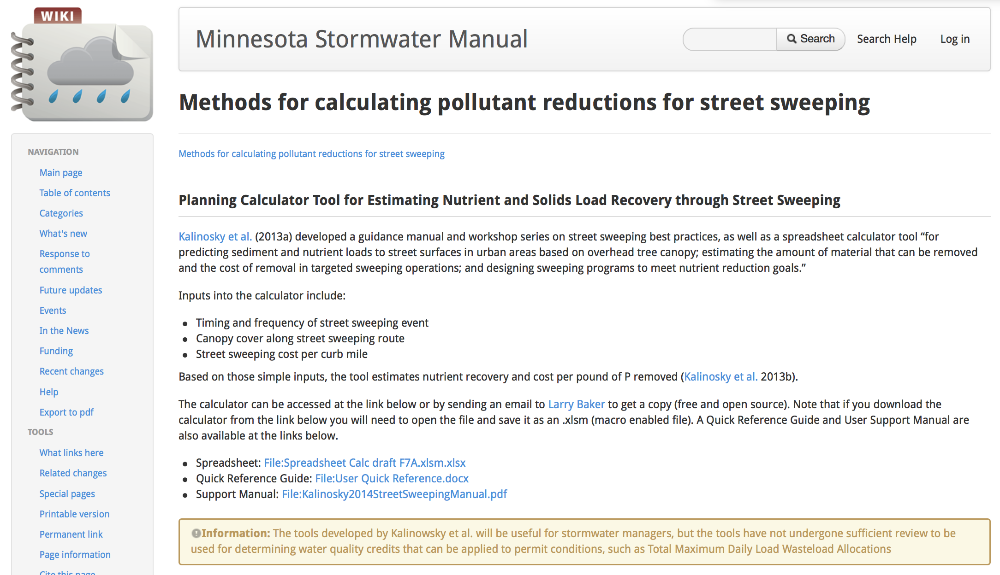 WIKI
Minnesota Stormwater Manual
Search
Search Help
Log in
Methods for calculating pollutant reductions for street sweeping
NAVIGATION
Main page
Table of contents
Categories
What's new
Response to
comments
Future updates
Events
In the News
Funding
Recent changes
Help
Export to pdf
TOOLS
What links here
Related changes
Special pages
Printable version
Permanent link
Page information
Cite this page
Methods for calculating pollutant reductions for street sweeping
Planning Calculator Tool for Estimating Nutrient and Solids Load Recovery through Street Sweeping
Kalinosky et al. (2013a) developed a guidance manual and workshop series on street sweeping best practices, as well as a spreadsheet calculator tool “for
predicting sediment and nutrient loads to street surfaces in urban areas based on overhead tree canopy; estimating the amount of material that can be removed
and the cost of removal in targeted sweeping operations; and designing sweeping programs to meet nutrient reduction goals.”
Inputs into the calculator include:
• Timing and frequency of street sweeping event
• Canopy cover along street sweeping route
• Street sweeping cost per curb mile
Based on those simple inputs, the tool estimates nutrient recovery and cost per pound of P removed (Kalinosky et al. 2013b).
The calculator can be accessed at the link below or by sending an email to Larry Baker to get a copy (free and open source). Note that if you download the
calculator from the link below you will need to open the file and save it as an .xlsm (macro enabled file). A Quick Reference Guide and User Support Manual are
also available at the links below.
• Spreadsheet: File:Spreadsheet Calc draft F7A.xlsm.xlsx
• Quick Reference Guide: File:User Quick Reference.docx
• Support Manual: File:Kalinosky2014StreetSweepingManual.pdf
Information: The tools developed by Kalinowsky et al. will be useful for stormwater managers, but the tools have not undergone sufficient review to be
used for determining water quality credits that can be applied to permit conditions, such as Total Maximum Daily Load Wasteload Allocations